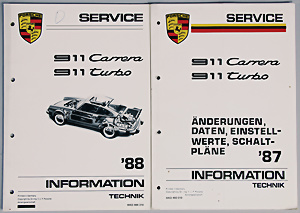 SERVICE
911 Carrera
911 turbo
'88
INFORMATION
TECHNIK
SERVICE
911 Carrera
911 turbo
ÄNDERUNGEN,
DATEN, EINSTELL-
WERTE, SCHALT-
PLÄNE '87
INFORMATION
TECHNIK